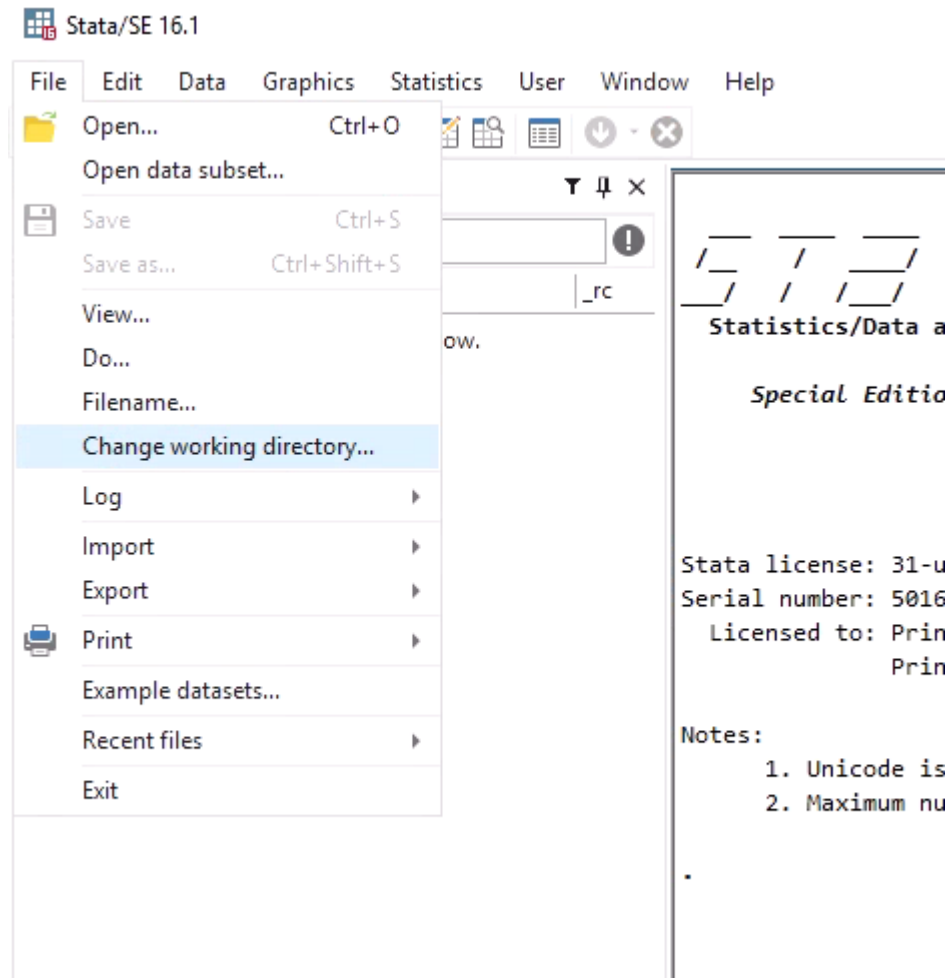 Stata/SE 16.1
File Edit Data Graphics Statistics User Window Help
Open... Ctrl+O
Open data subset...
Save Ctrl+S
Save as... Ctrl+Shift+S
View...
Do...
Filename...
Change working directory...
Log
Import
Export
Print
Example datasets...
Recent files
Exit
_rc
ow.
Statistics/Data a
Special Editio
Stata license: 31-u
Serial number: 5016
Licensed to: Prin
Prin
Notes:
1. Unicode is
2. Maximum nu
.